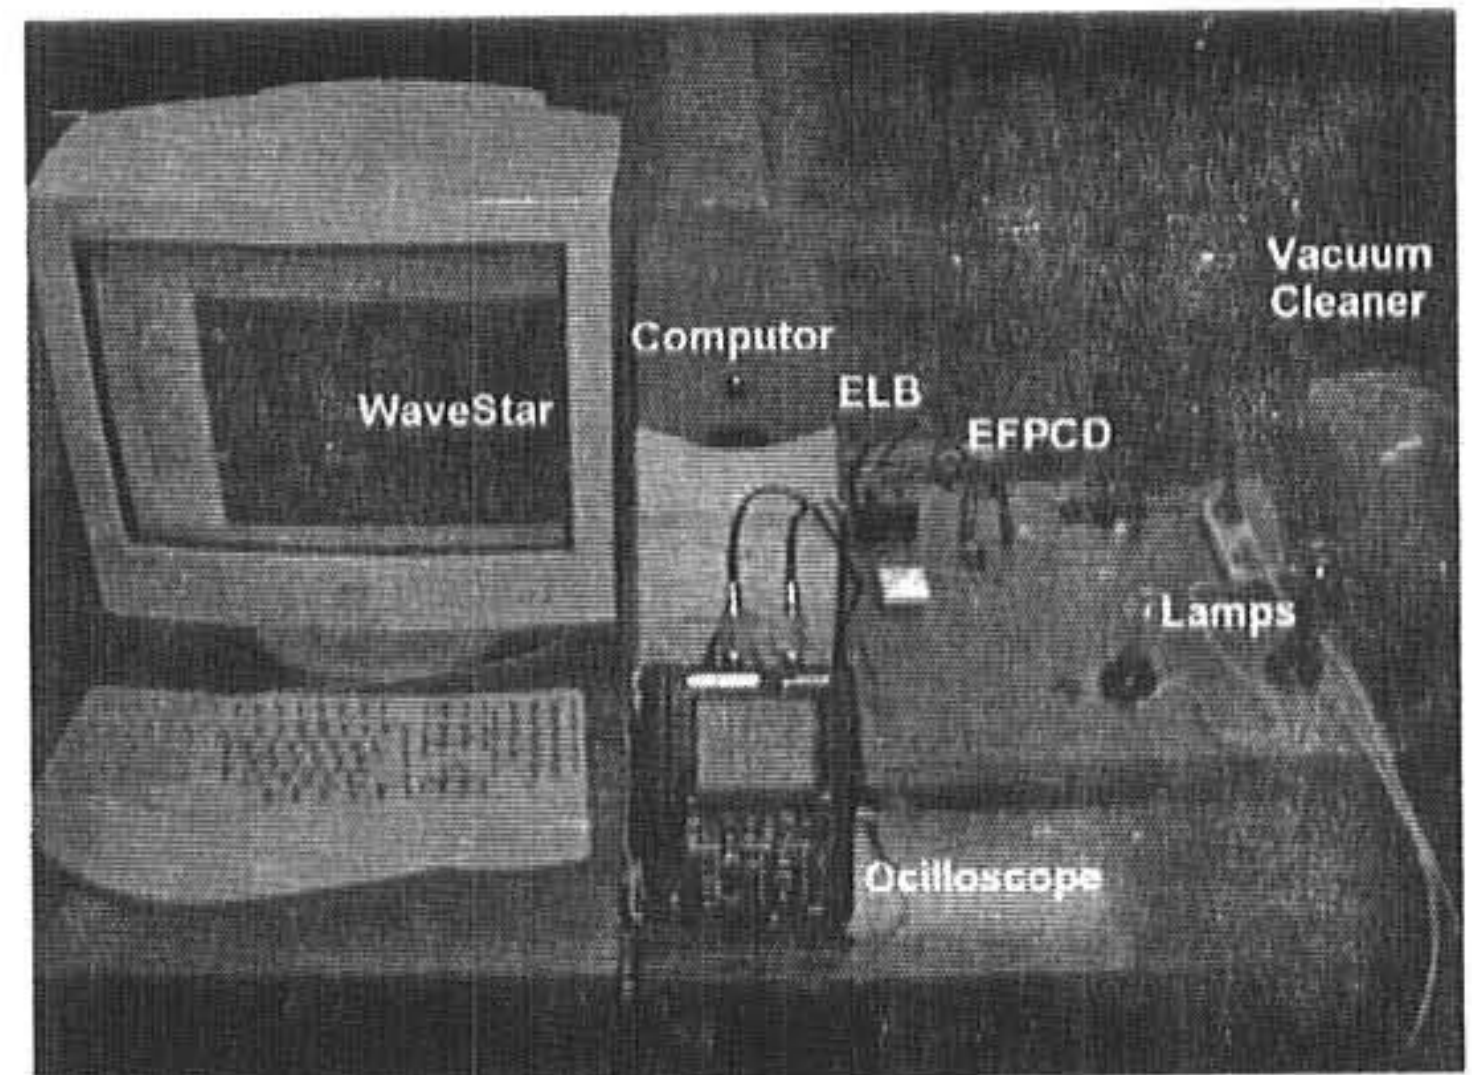 Vacuum
Cleaner
Computor
ELB
WaveStar
EFPCD
Lamps
Ocilloscope